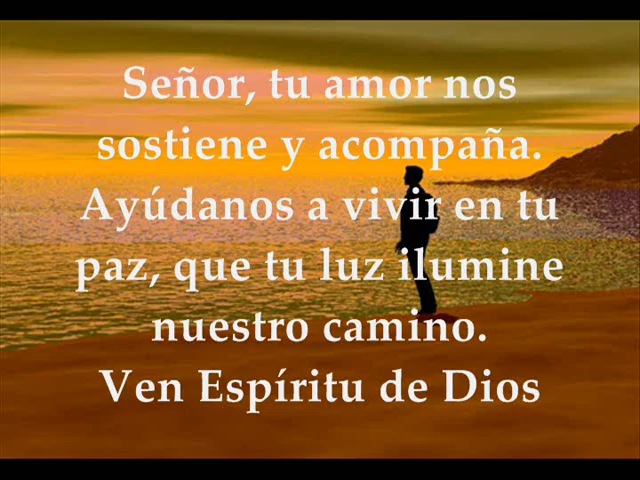 Señor, tu amor nos
sostiene y acompaña.
Ayúdanos a vivir en tu
paz, que tu luz ilumine
nuestro camino.
Ven Espíritu de Dios